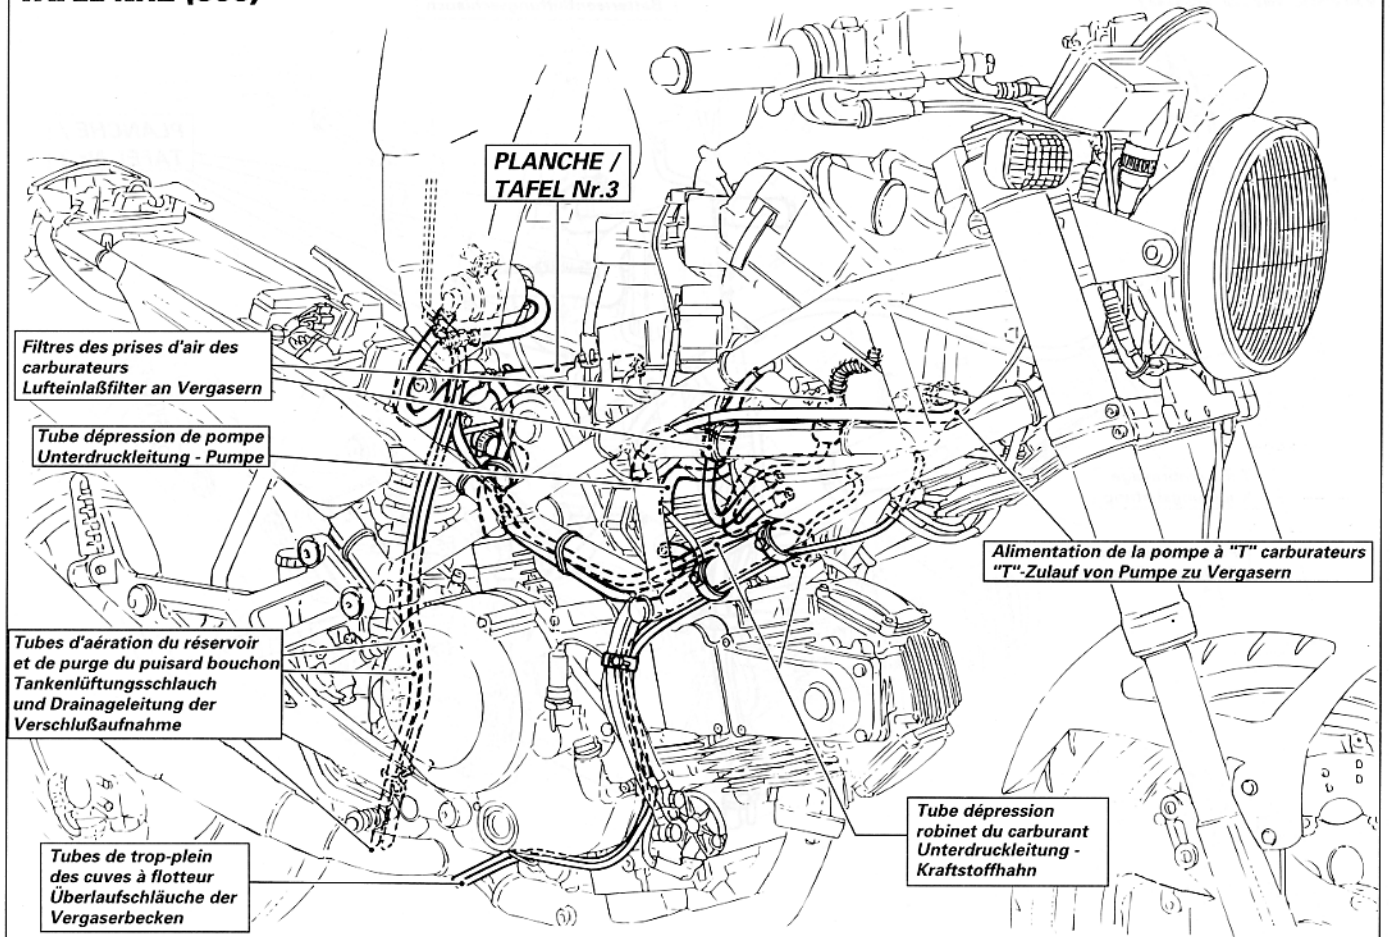 PLANCHE /
TAFEL Nr.3
Filtres des prises d'air des
carburateurs
Lufteinlaßfilter an Vergasern
Tube dépression de pompe
Unterdruckleitung - Pumpe
Alimentation de la pompe à "T" carburateurs
"T"-Zulauf von Pumpe zu Vergasern
Tubes d'aération du réservoir
et de purge du puisard bouchon
Tankenlüftungsschlauch
und Drainageleitung der
Verschlußaufnahme
Tube dépression
robinet du carburant
Unterdruckleitung -
Kraftstoffhahn
Tubes de trop-plein
des cuves à flotteur
Überlaufschläuche der
Vergaserbecken